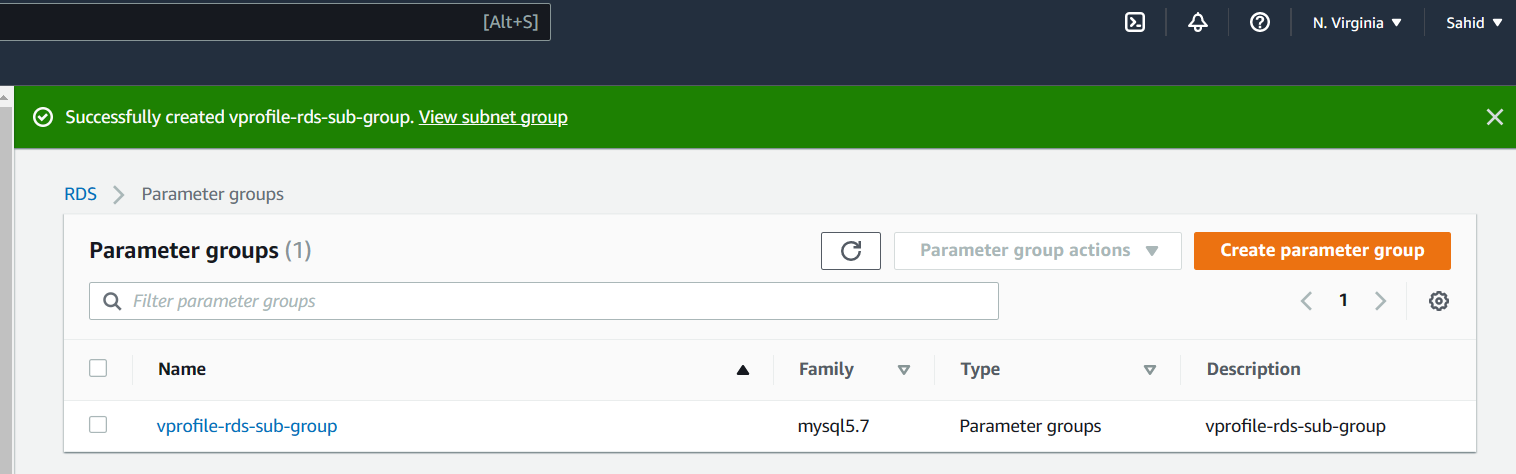 [Alt+S]
N. Virginia
Sahid
Successfully created vprofile-rds-sub-group. View subnet group
RDS
Parameter groups
Parameter groups (1)
Parameter group actions
Create parameter group
Filter parameter groups
1
Name
Family
Type
Description
vprofile-rds-sub-group
mysql5.7
Parameter groups
vprofile-rds-sub-group